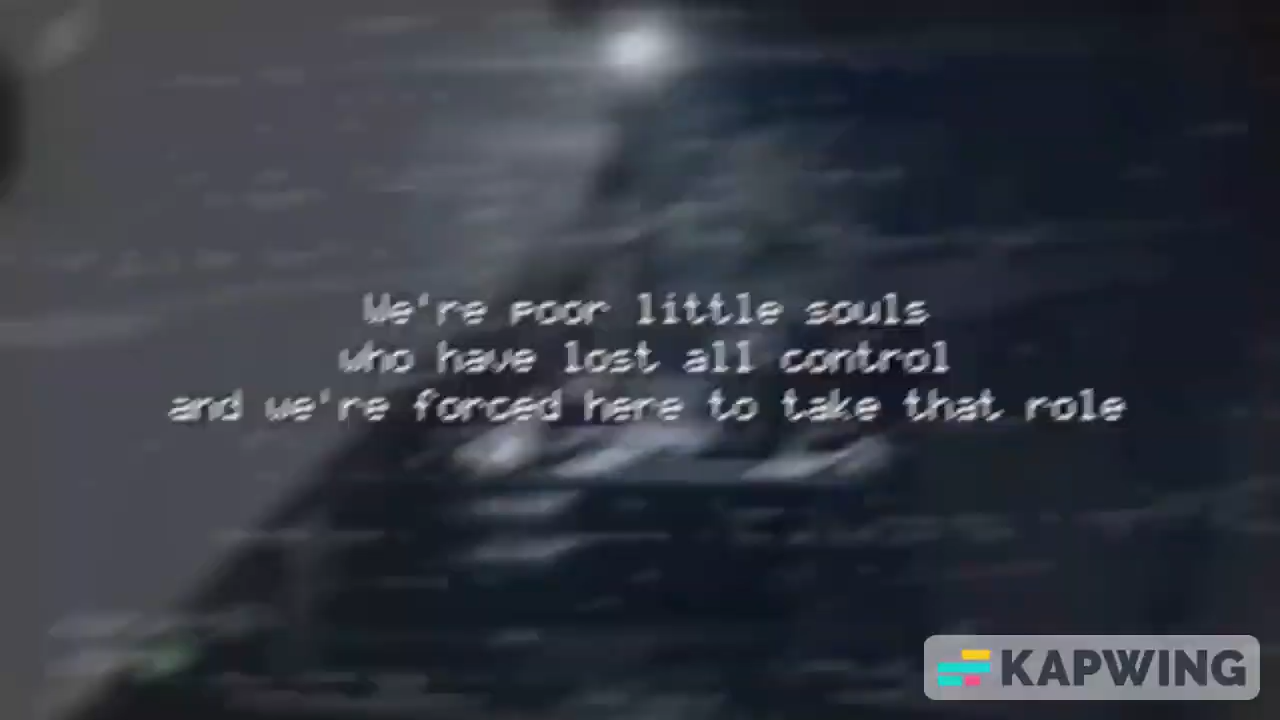 We're poor little souls
who have lost all control
and we're forced here to take that role
KAPWING